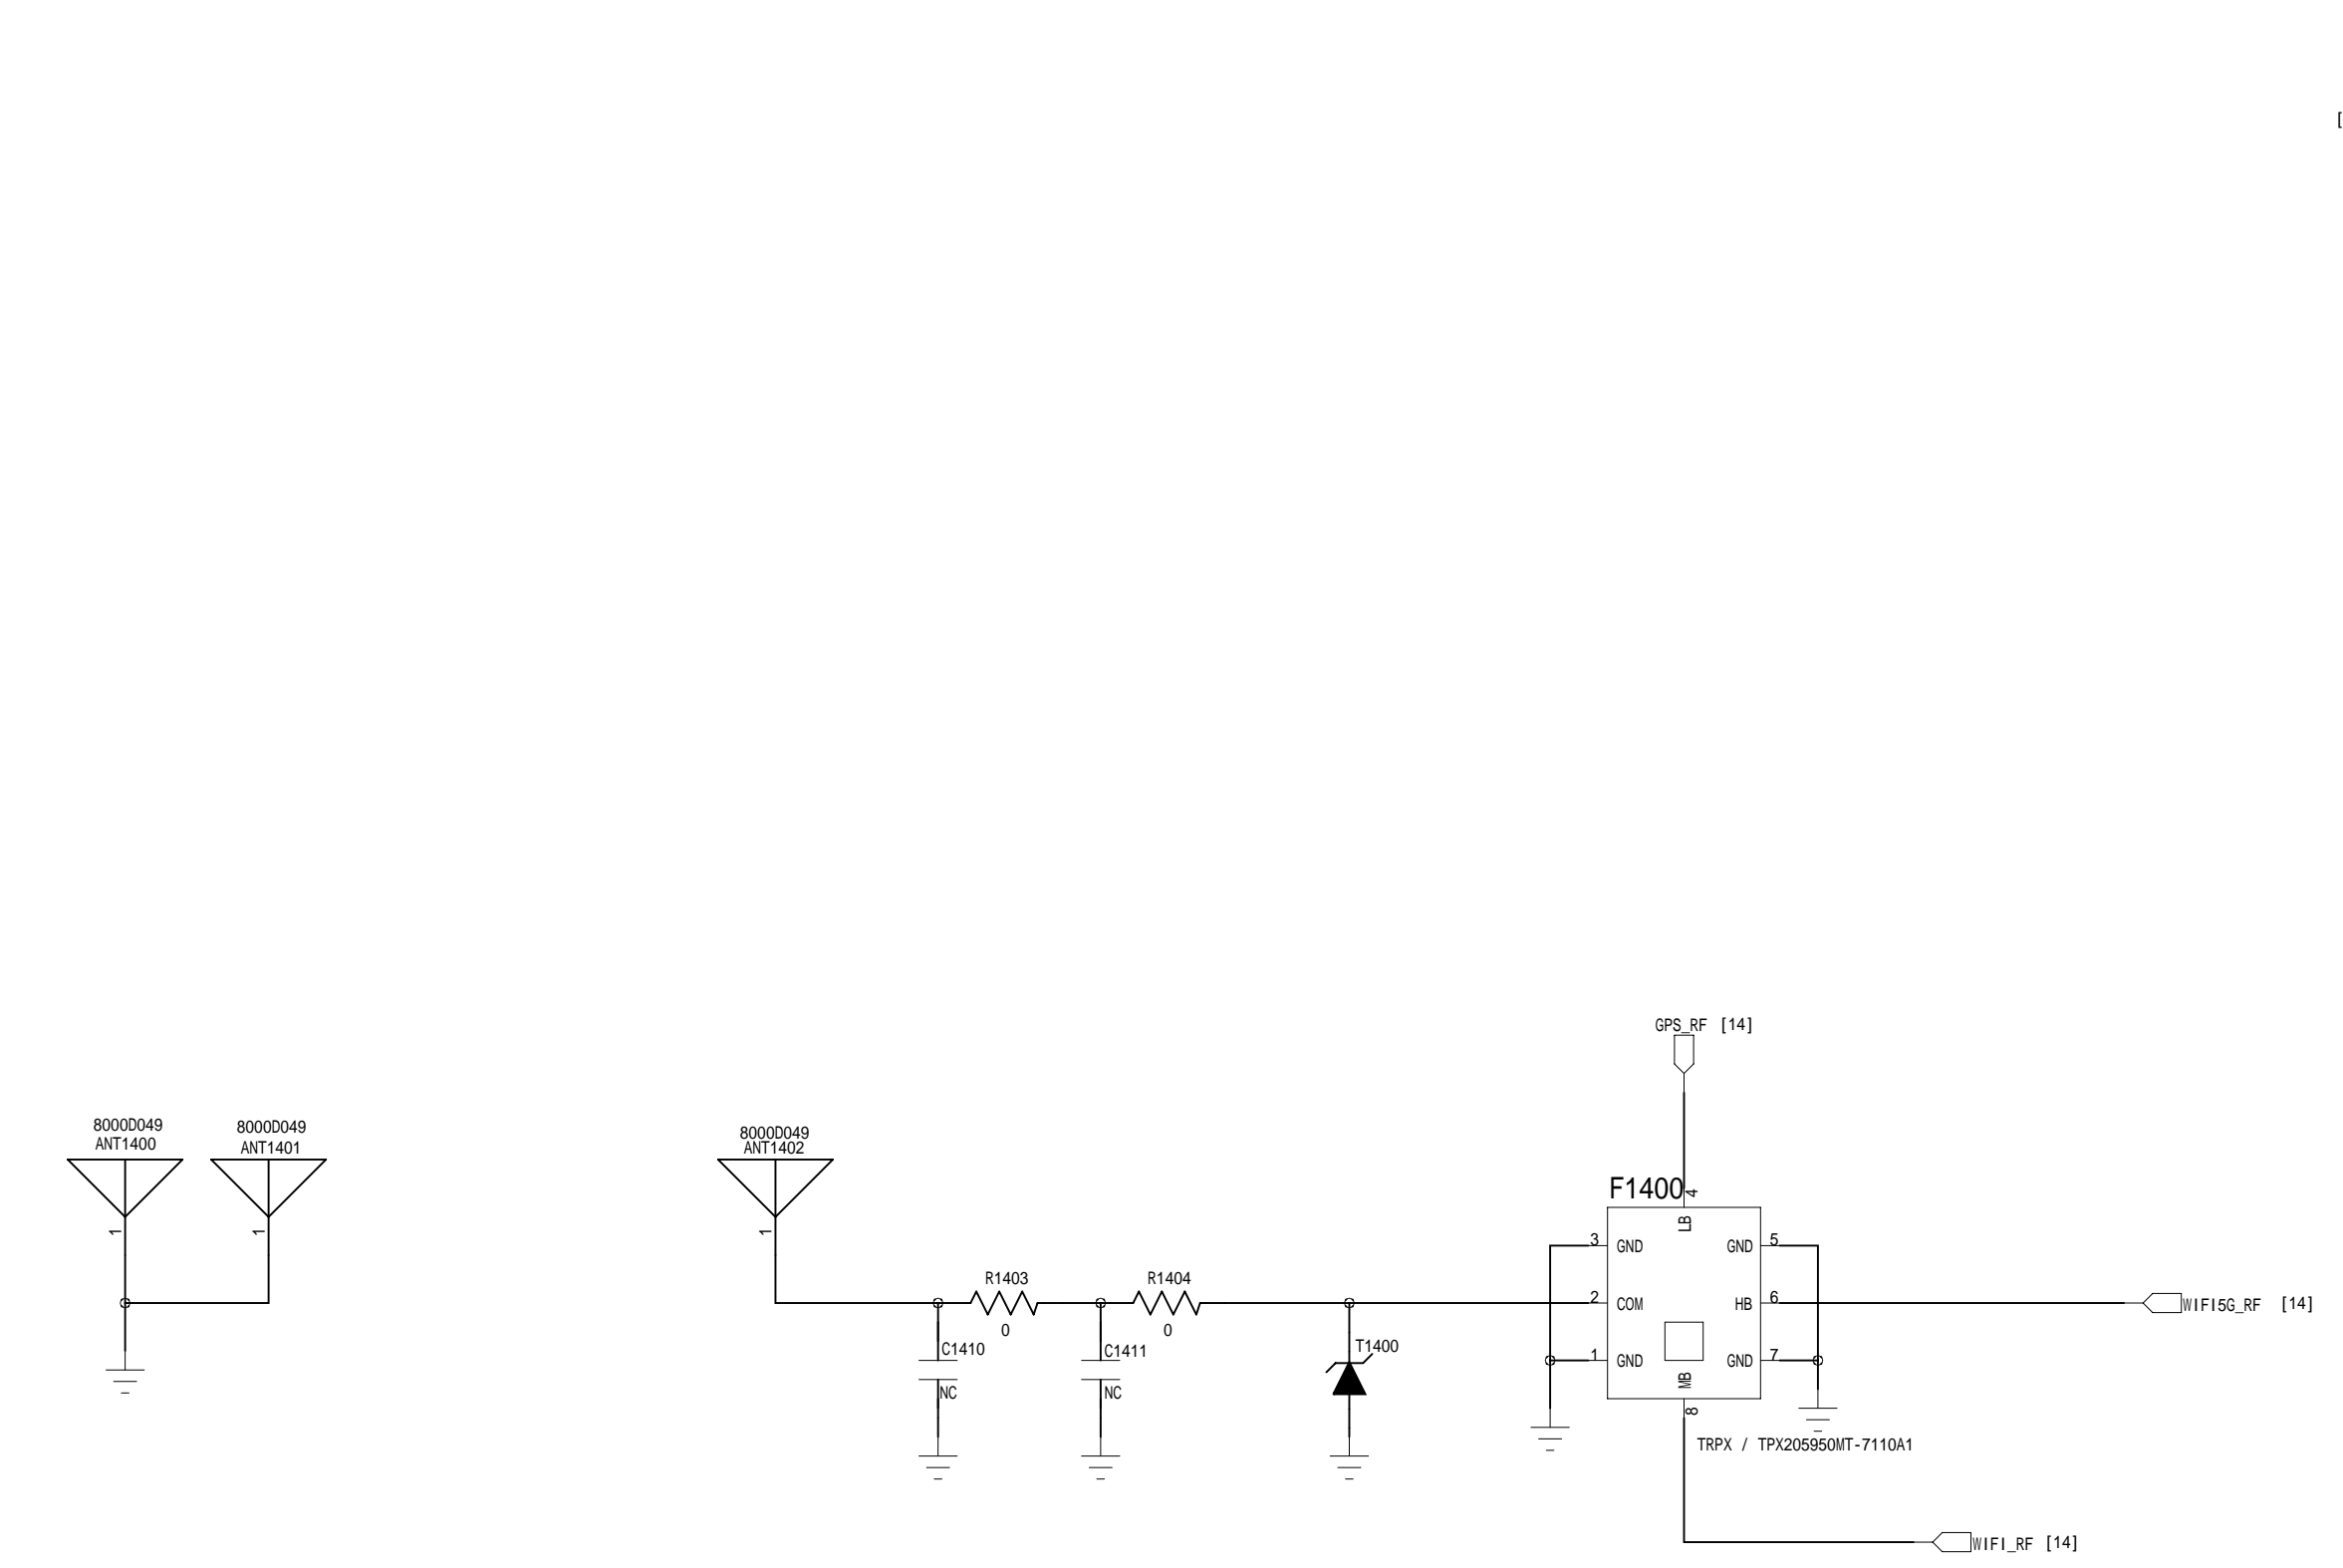 [
GPS_RF [14]
8000D049
ANT1400
8000D049
ANT1401
8000D049
ANT1402
1
1
1
F1400
4
LB
3
GND
GND
5
R1403
0
R1404
0
2
COM
HB
6
WIFI5G_RF [14]
C1410
NC
C1411
NC
T1400
1
GND
GND
7
MB
8
TRPX / TPX205950MT-7110A1
WIFI_RF [14]